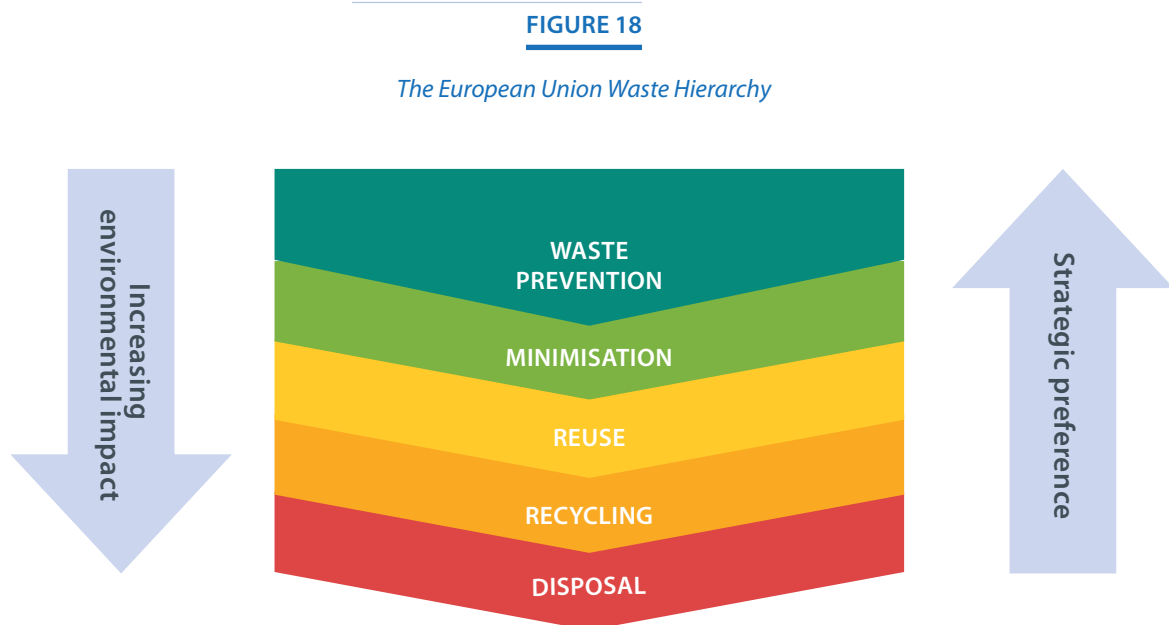 FIGURE 18
The European Union Waste Hierarchy
Increasing
environmental impact
WASTE
PREVENTION
MINIMISATION
REUSE
RECYCLING
DISPOSAL
Strategic preference